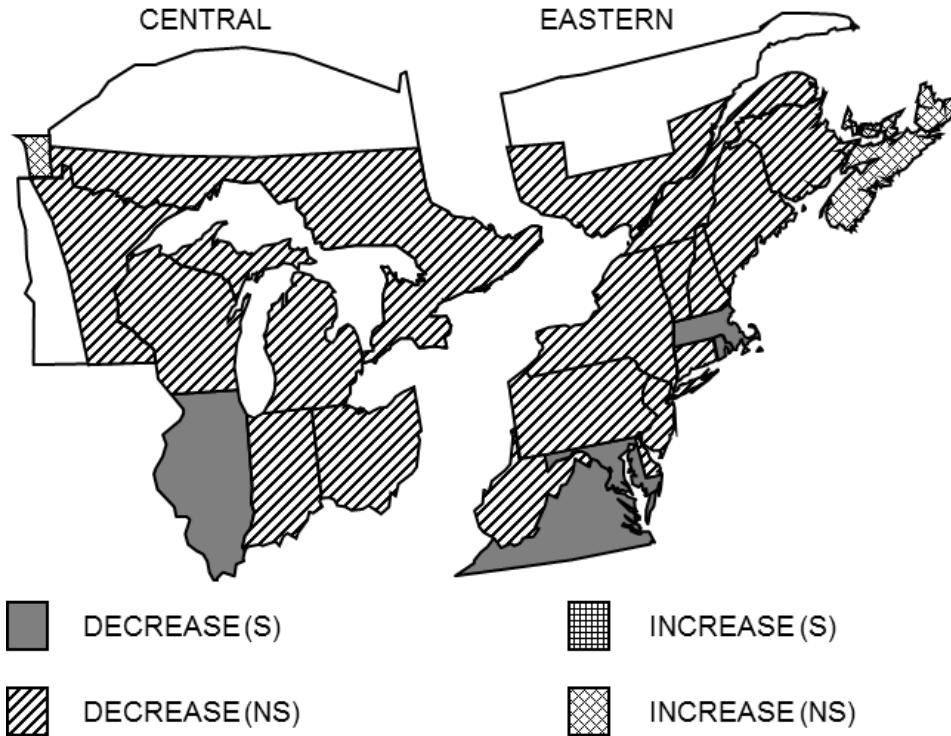 CENTRAL
EASTERN
DECREASE (S)
INCREASE (S)
DECREASE (NS)
INCREASE (NS)